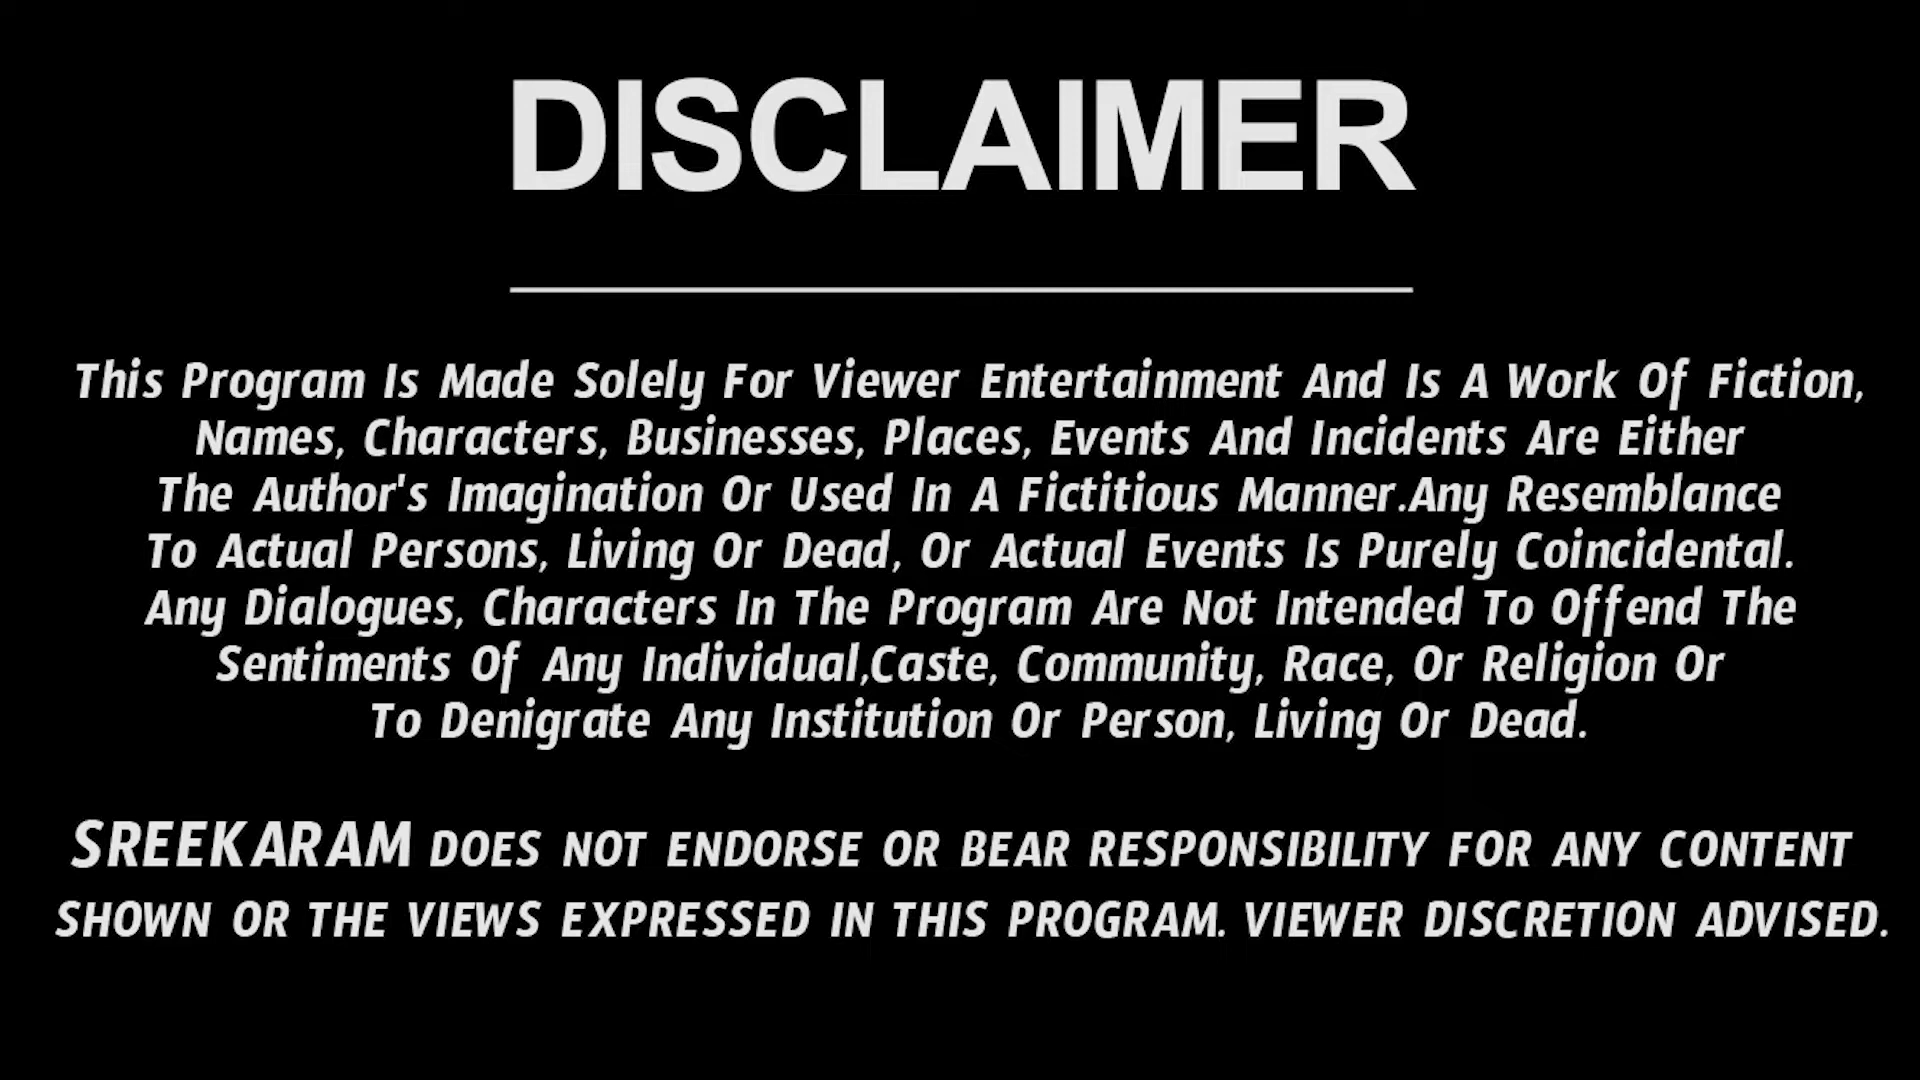 DISCLAIMER
This Program Is Made Solely For Viewer Entertainment And Is A Work Of Fiction,
Names, Characters, Businesses, Places, Events And Incidents Are Either
The Author's Imagination Or Used In A Fictitious Manner.Any Resemblance
To Actual Persons, Living Or Dead, Or Actual Events Is Purely Coincidental.
Any Dialogues, Characters In The Program Are Not Intended To Offend The
Sentiments Of Any Individual,Caste, Community, Race, Or Religion Or
To Denigrate Any Institution Or Person, Living Or Dead.
SREEKARAM DOES NOT ENDORSE OR BEAR RESPONSIBILITY FOR ANY CONTENT
SHOWN OR THE VIEWS EXPRESSED IN THIS PROGRAM. VIEWER DISCRETION ADVISED.